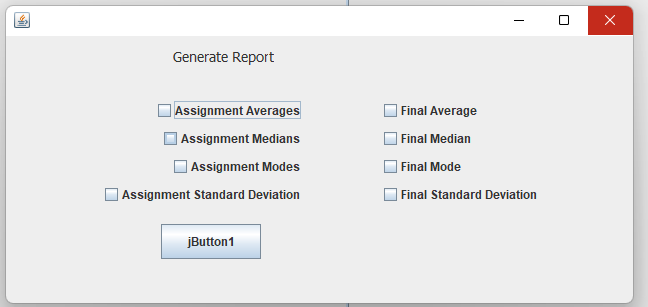 Generate Report
Assignment Averages
Final Average
Assignment Medians
Final Median
Assignment Modes
Final Mode
Assignment Standard Deviation
Final Standard Deviation
jButton1